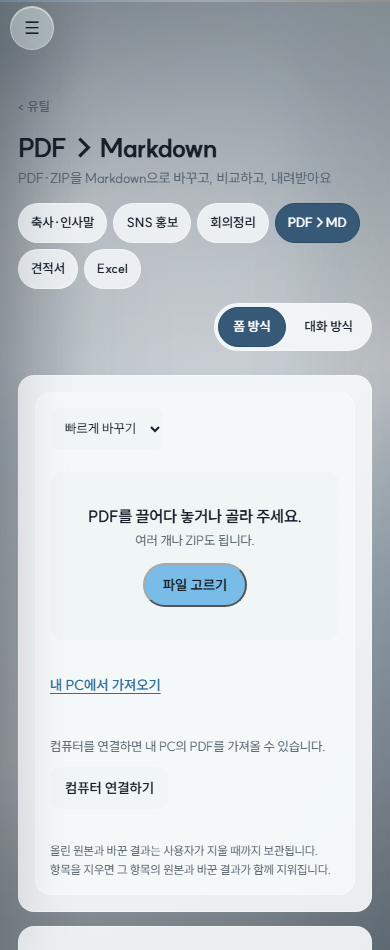 < 유틸
PDF > Markdown
PDF·ZIP을 Markdown으로 바꾸고, 비교하고, 내려받아요
축사·인사말
SNS 홍보
회의정리
PDF > MD
견적서
Excel
폼 방식
대화 방식
빠르게 바꾸기
PDF를 끌어다 놓거나 골라 주세요.
여러 개나 ZIP도 됩니다.
파일 고르기
내 PC에서 가져오기
컴퓨터를 연결하면 내 PC의 PDF를 가져올 수 있습니다.
컴퓨터 연결하기
올린 원본과 바꾼 결과는 사용자가 지울 때까지 보관됩니다.
항목을 지우면 그 항목의 원본과 바꾼 결과가 함께 지워집니다.